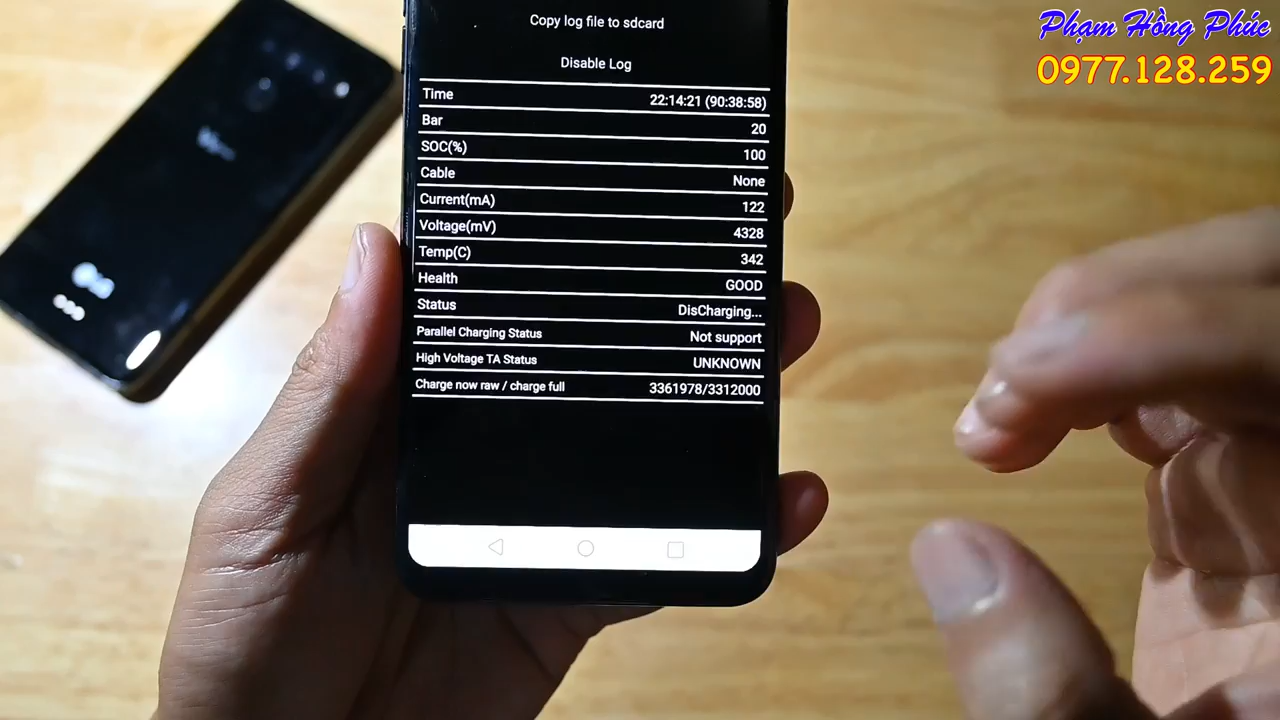 Phạm Hồng Phúc
0977.128.259
Copy log file to sdcard
Disable Log
Time 22:14:21 (90:38:58)
Bar 20
SOC(%) 100
Cable None
Current(mA) 122
Voltage(mV) 4328
Temp(C) 342
Health GOOD
Status DisCharging...
Parallel Charging Status Not support
High Voltage TA Status UNKNOWN
Charge now raw / charge full 3361978/3312000
LG